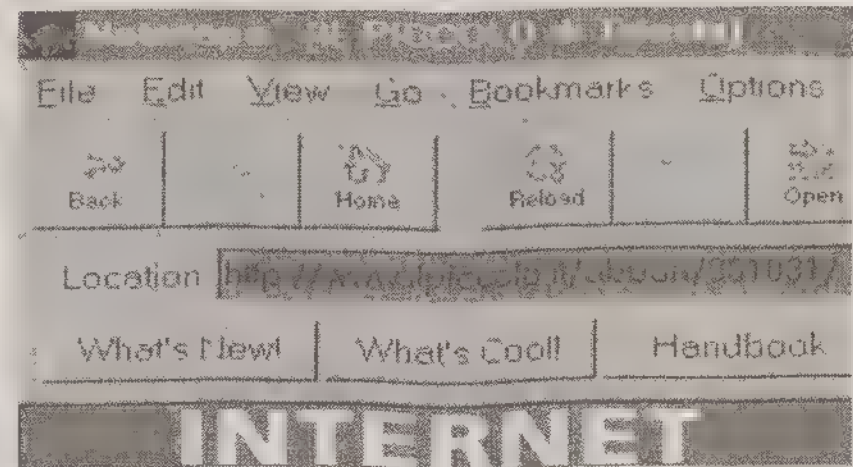 File Edit View Go Bookmarks Options
Back Home Reload Open
Location
What's New! What's Cool! Handbook
INTERNET